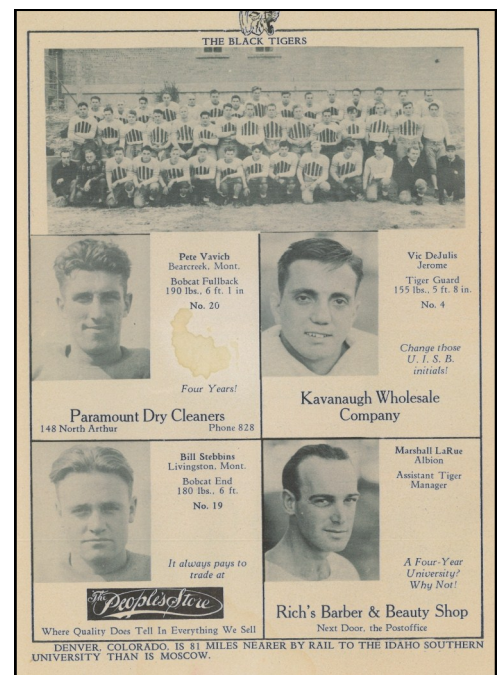 THE BLACK TIGERS
Pete Vavich
Bearcreek, Mont.
Bobcat Fullback
190 lbs., 6 ft. 1 in
No. 20
Four Years!
Paramount Dry Cleaners
148 North Arthur Phone 828
Vic DeJulis
Jerome
Tiger Guard
155 lbs., 5 ft. 8 in.
No. 4
Change those
U. I. S. B.
initials!
Kavanaugh Wholesale
Company
Bill Stebbins
Livingston, Mont.
Bobcat End
180 lbs., 6 ft.
No. 19
It always pays to
trade at
The People's Store
Where Quality Does Tell In Everything We Sell
Marshall LaRue
Albion
Assistant Tiger
Manager
A Four-Year
University?
Why Not!
Rich's Barber & Beauty Shop
Next Door, the Postoffice
DENVER, COLORADO, IS 81 MILES NEARER BY RAIL TO THE IDAHO SOUTHERN
UNIVERSITY THAN IS MOSCOW.